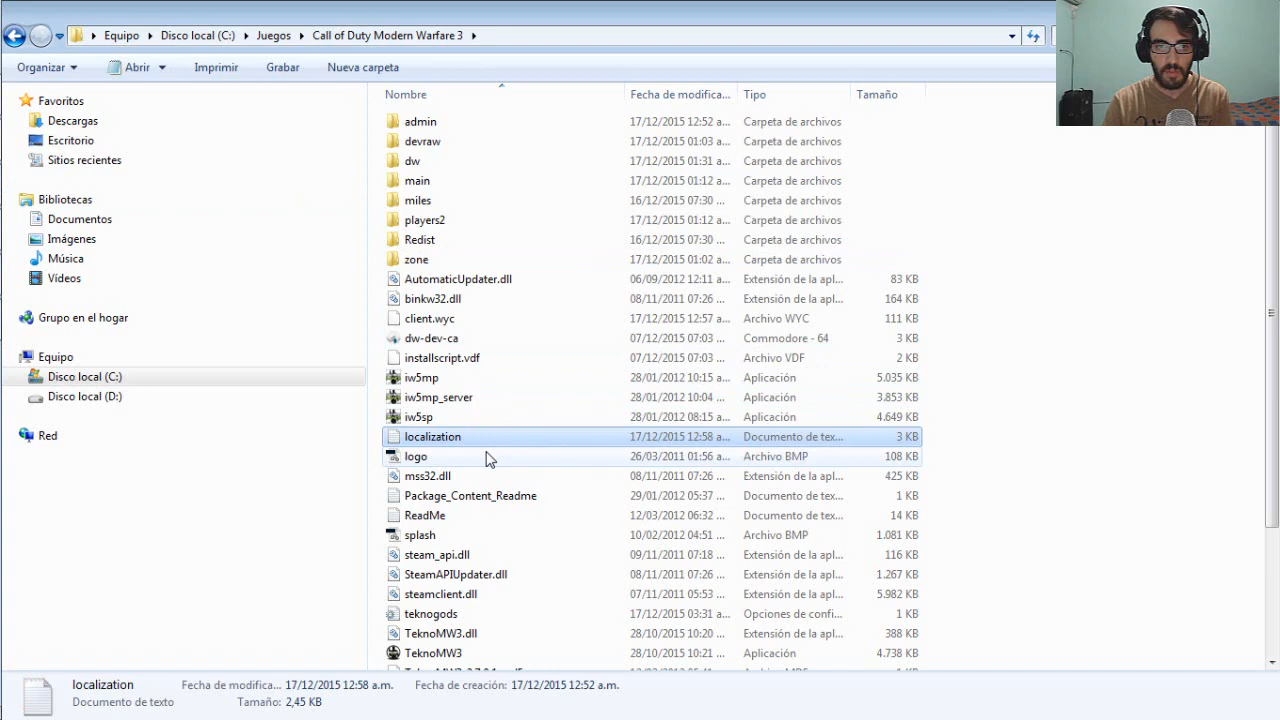 Equipo Disco local (C:) Juegos Call of Duty Modern Warfare 3
Organizar Abrir Imprimir Grabar Nueva carpeta
Favoritos
Descargas
Escritorio
Sitios recientes
Bibliotecas
Documentos
Imágenes
Música
Vídeos
Grupo en el hogar
Equipo
Disco local (C:)
Disco local (D:)
Red
Nombre Fecha de modifica... Tipo Tamaño
admin 17/12/2015 12:52 a... Carpeta de archivos
devraw 17/12/2015 01:03 a... Carpeta de archivos
dw 17/12/2015 01:31 a... Carpeta de archivos
main 17/12/2015 01:12 a... Carpeta de archivos
miles 16/12/2015 07:30 ... Carpeta de archivos
players2 17/12/2015 01:12 a... Carpeta de archivos
Redist 16/12/2015 07:30 ... Carpeta de archivos
zone 17/12/2015 01:02 a... Carpeta de archivos
AutomaticUpdater.dll 06/09/2012 12:11 a... Extensión de la apl... 83 KB
binkw32.dll 08/11/2011 07:26 ... Extensión de la apl... 164 KB
client.wyc 17/12/2015 12:57 a... Archivo WYC 111 KB
dw-dev-ca 07/12/2015 07:03 ... Commodore - 64 3 KB
installscript.vdf 07/12/2015 07:03 ... Archivo VDF 2 KB
iw5mp 28/01/2012 10:15 ... Aplicación 5.035 KB
iw5mp_server 28/01/2012 10:04 ... Aplicación 3.853 KB
iw5sp 28/01/2012 08:15 ... Aplicación 4.649 KB
localization 17/12/2015 12:58 a... Documento de tex... 3 KB
logo 26/03/2011 01:56 a... Archivo BMP 108 KB
mss32.dll 08/11/2011 07:26 ... Extensión de la apl... 425 KB
Package_Content_Readme 29/01/2012 05:37 ... Documento de tex... 1 KB
ReadMe 12/03/2012 06:32 ... Documento de tex... 14 KB
splash 10/02/2012 04:51 ... Archivo BMP 1.081 KB
steam_api.dll 09/11/2011 07:18 ... Extensión de la apl... 116 KB
SteamAPIUpdater.dll 08/11/2011 07:26 ... Extensión de la apl... 1.267 KB
steamclient.dll 07/11/2011 05:53 ... Extensión de la apl... 5.982 KB
teknogods 17/12/2015 03:31 a... Opciones de confi... 1 KB
TeknoMW3.dll 28/10/2015 10:20 ... Extensión de la apl... 388 KB
TeknoMW3 28/10/2015 10:21 ... Aplicación 4.738 KB
localization Fecha de modifica... 17/12/2015 12:58 a.m. Fecha de creación: 17/12/2015 12:52 a.m.
Documento de texto Tamaño: 2,45 KB